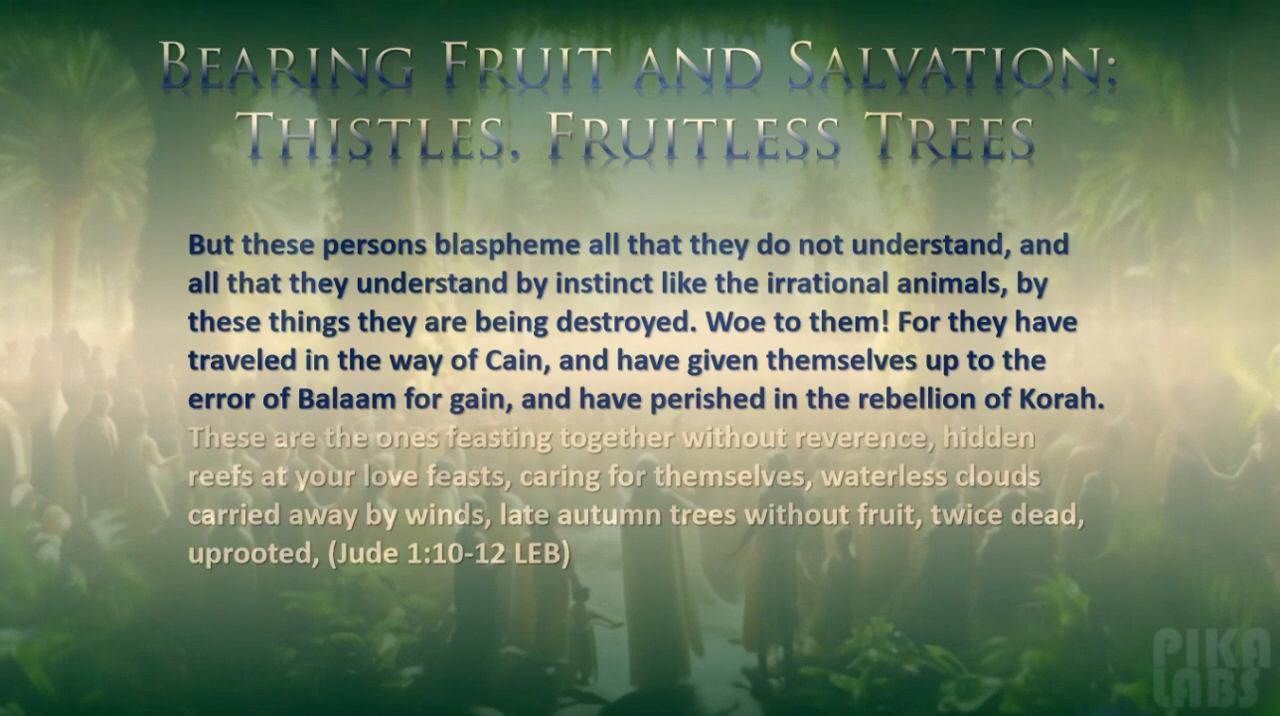 Bearing Fruit and Salvation:
Thistles, Fruitless Trees
But these persons blaspheme all that they do not understand, and
all that they understand by instinct like the irrational animals, by
these things they are being destroyed. Woe to them! For they have
traveled in the way of Cain, and have given themselves up to the
error of Balaam for gain, and have perished in the rebellion of Korah.
These are the ones feasting together without reverence, hidden
reefs at your love feasts, caring for themselves, waterless clouds
carried away by winds, late autumn trees without fruit, twice dead,
uprooted, (Jude 1:10-12 LEB)
PIKA
LABS